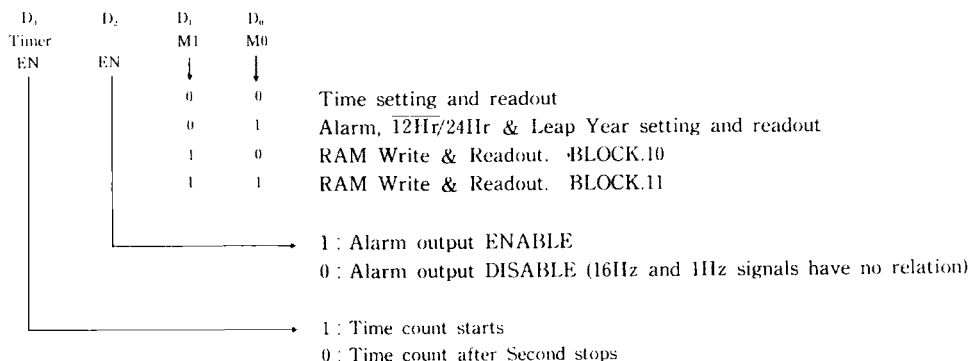 D₃ D₂ D₁ D₀
Timer M1 M0
EN EN
0 0 Time setting and readout
0 1 Alarm, 12Hr/24Hr & Leap Year setting and readout
1 0 RAM Write & Readout. BLOCK.10
1 1 RAM Write & Readout. BLOCK.11
1 : Alarm output ENABLE
0 : Alarm output DISABLE (16Hz and 1Hz signals have no relation)
1 : Time count starts
0 : Time count after Second stops